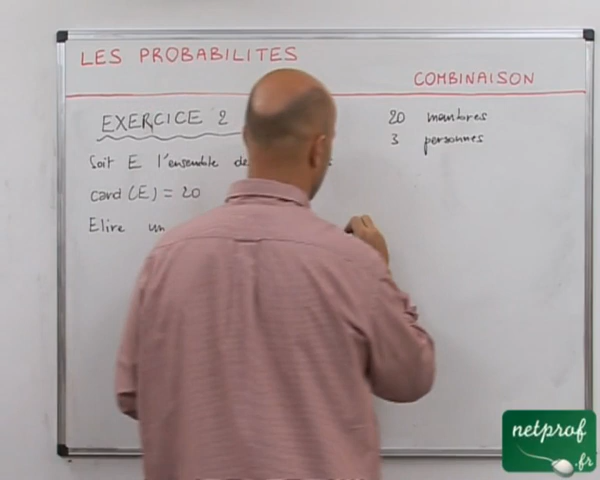 LES PROBABILITES
COMBINAISON
EXERCICE 2
20 membres
3 personnes
Soit E l'ensemble de
card (E) = 20
Elire un
netprof
.fr